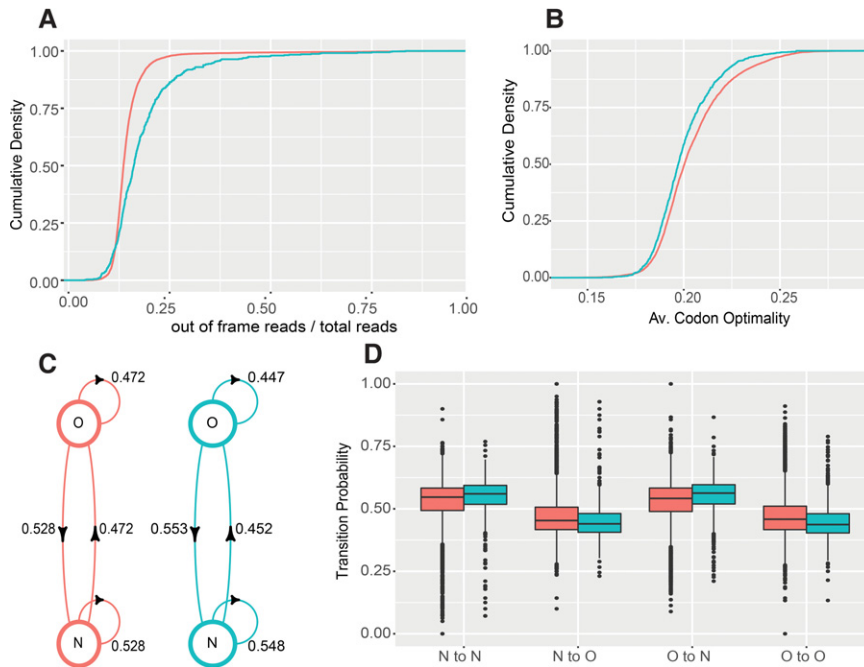 A
1.00
0.75
0.50
0.25
0.00
Cumulative Density
0.00 0.25 0.50 0.75 1.00
out of frame reads / total reads
B
1.00
0.75
0.50
0.25
0.00
Cumulative Density
0.15 0.20 0.25
Av. Codon Optimality
C
0.472
O
0.528
0.472
N
0.528
0.447
O
0.553
0.452
N
0.548
D
1.00
0.75
0.50
0.25
0.00
Transition Probability
N to N N to O O to N O to O